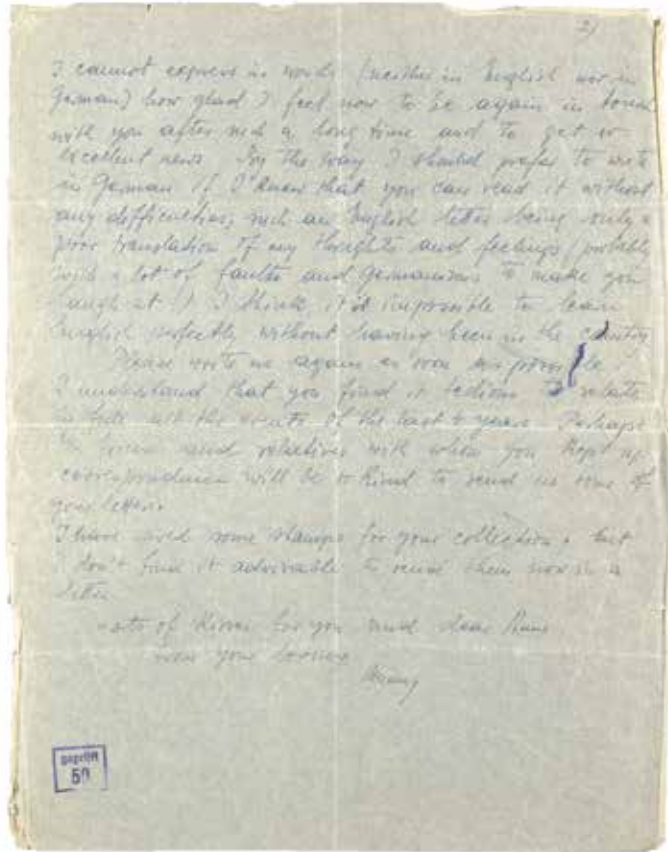 2)
I cannot express in words (neither in English nor in
German) how glad I feel now to be again in touch
with you after such a long time and to get so
excellent news. By the way I should prefer to write
in German if I knew that you can read it without
any difficulties, such an English letter being only a
poor translation of my thoughts and feelings (probably
with a lot of faults and germanisms to make you
laugh at it. I think, it is impossible to learn
English perfectly without having been in the country
Please write me again as soon as possible.
I understand that you find it tedious to relate
in full all the events of the last years. Perhaps
and relatives with whom you kept up
correspondence will be so kind to send us some of
your letters.
I have saved some stamps for your collection, but
I don't find it advisable to send them now in a
letter
Lots of kisses for you and dear
from your
geprüft
50